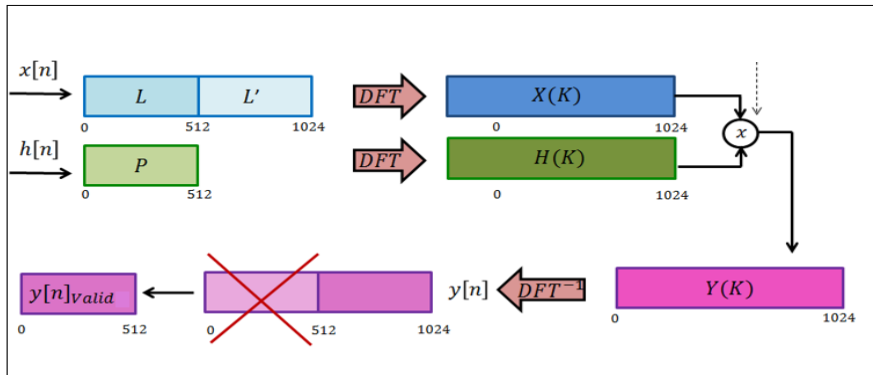 x[n]
L L′ DFT X(K)
0 512 1024 0 1024
x
h[n]
P DFT H(K)
0 512 0 1024
y[n]Valid y[n] DFT⁻¹ Y(K)
0 512 0 512 1024 0 1024